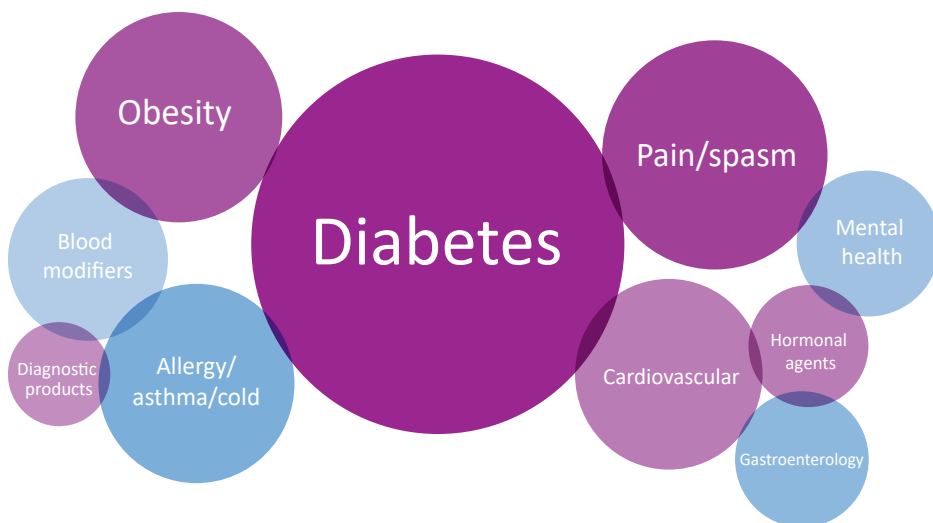 Obesity
Pain/spasm
Diabetes
Blood
modifiers
Mental
health
Diagnostic
products
Allergy/
asthma/cold
Cardiovascular
Hormonal
agents
Gastroenterology